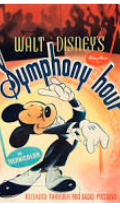 WALT DISNEY'S
Symphony hour
IN
TECHNICOLOR
RELEASED THROUGH RKO RADIO PICTURES